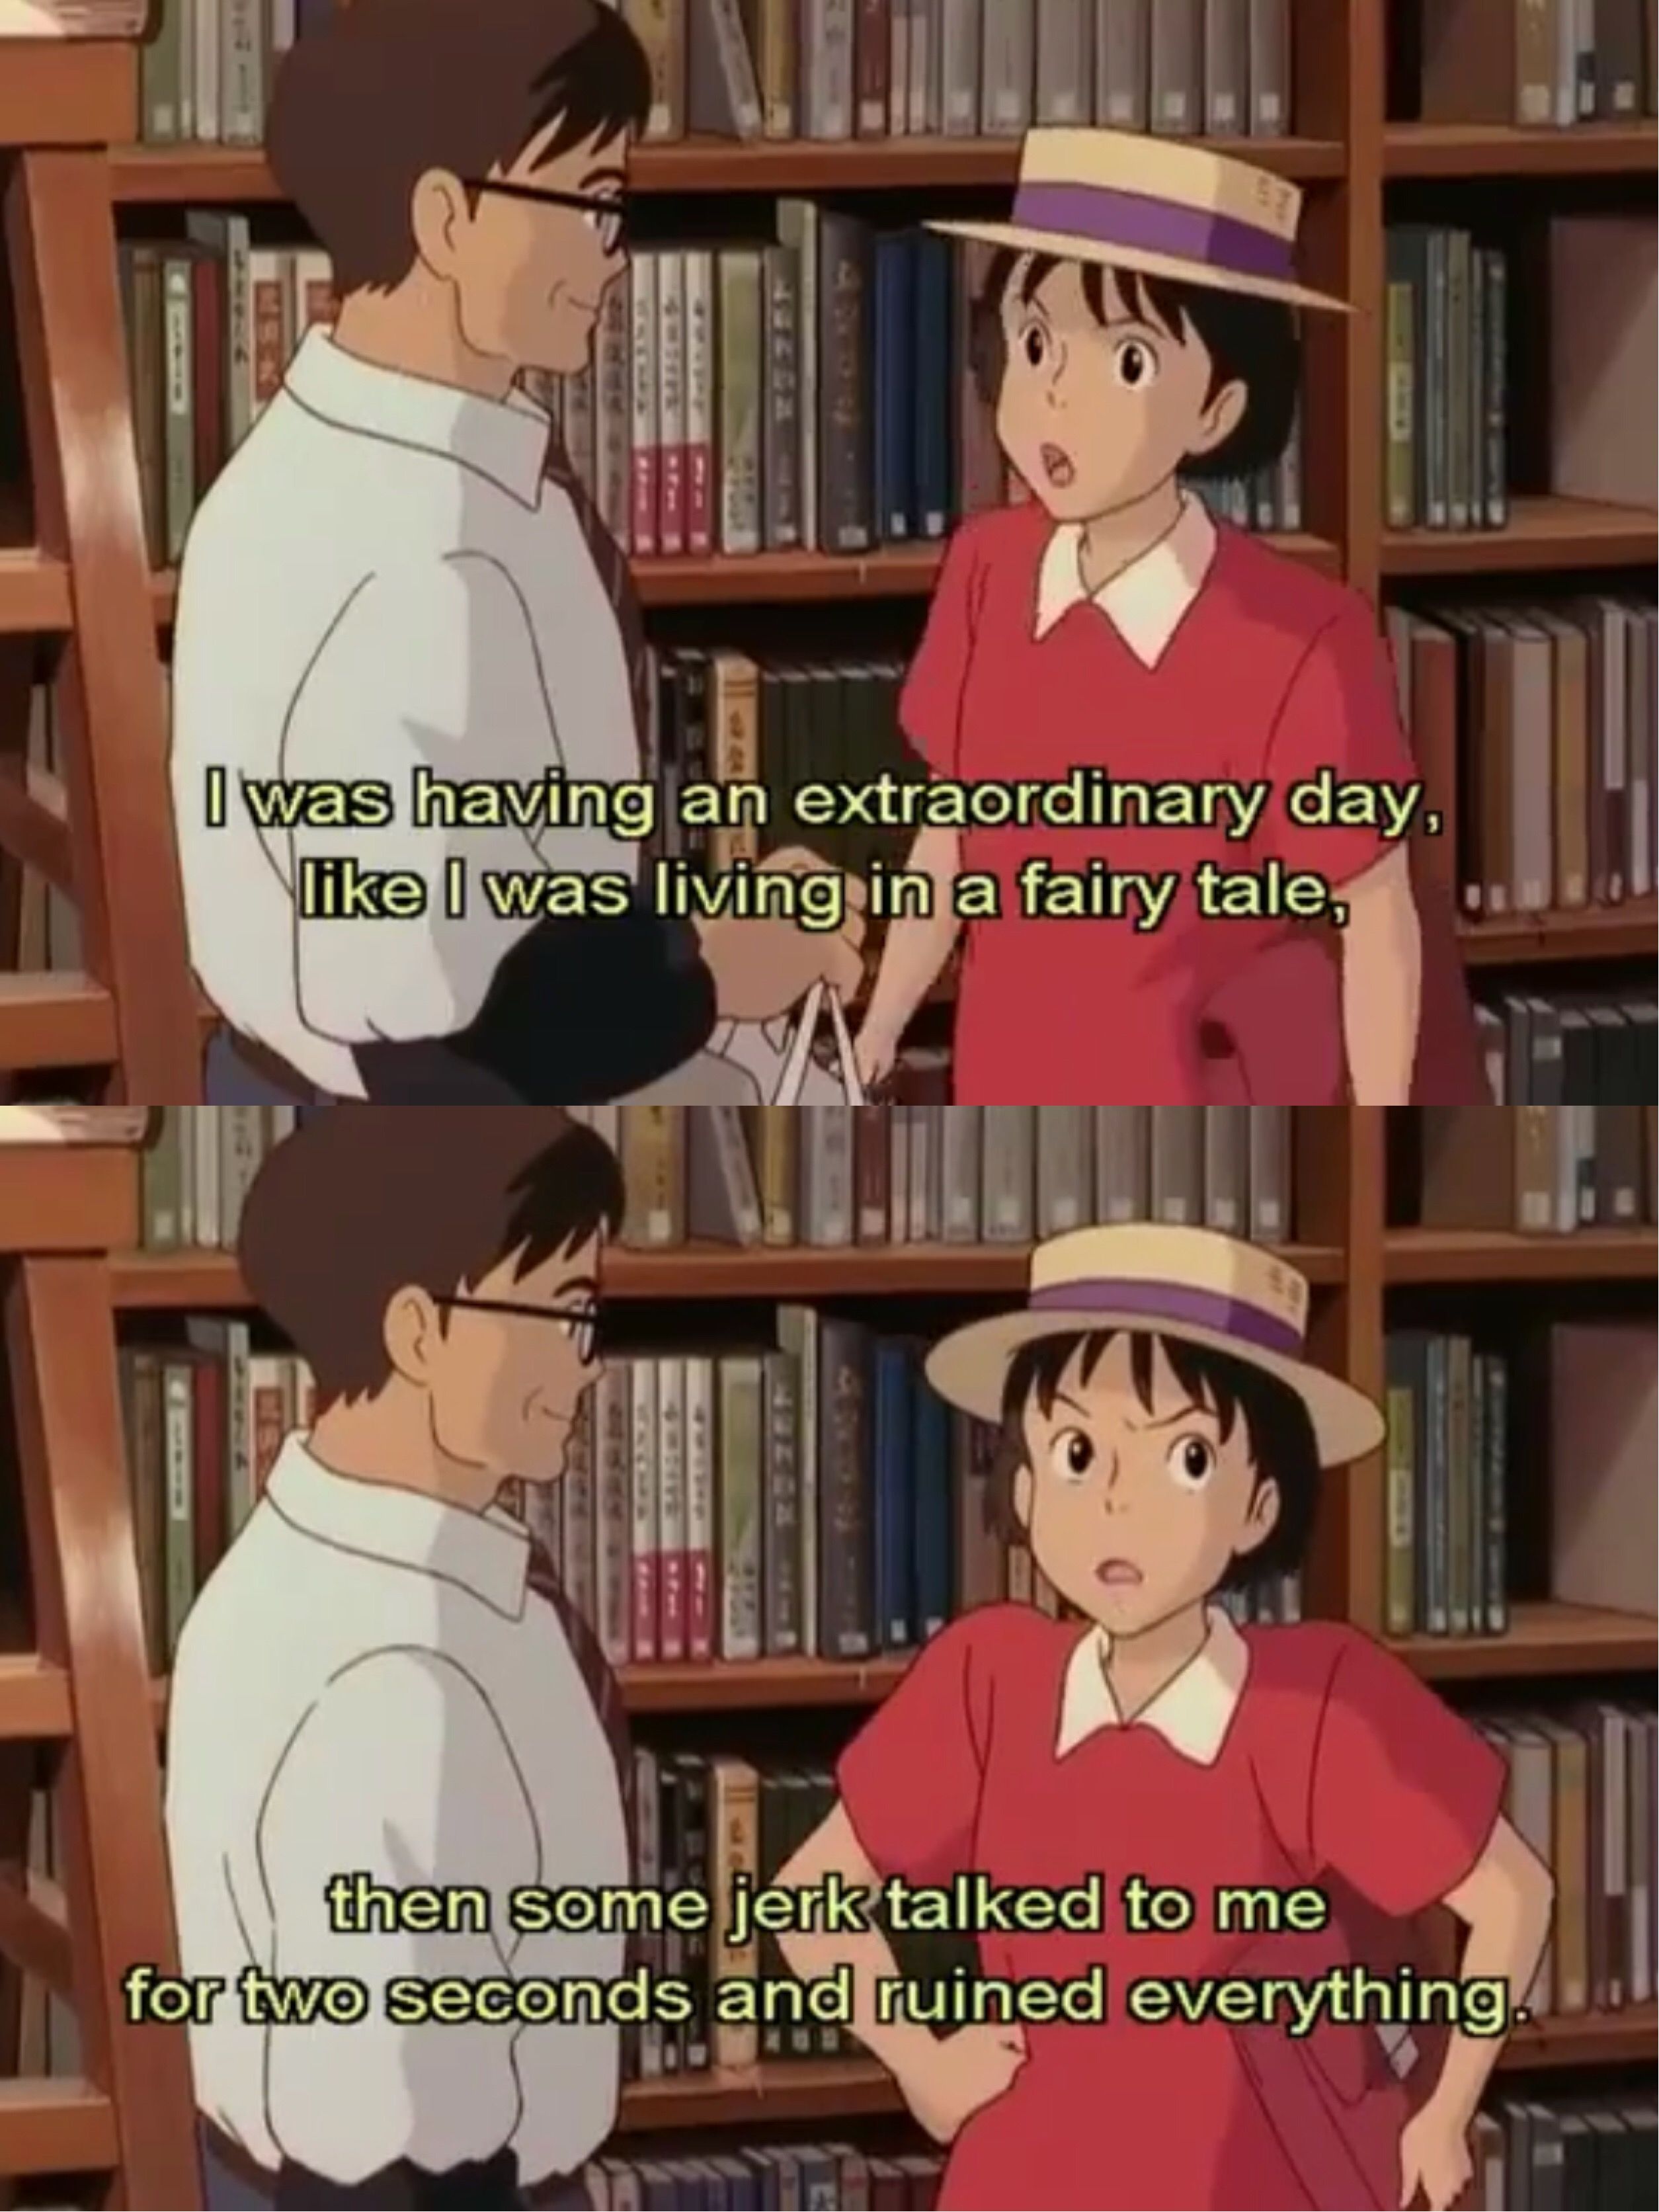 I was having an extraordinary day,
like I was living in a fairy tale,
then some jerk talked to me
for two seconds and ruined everything.